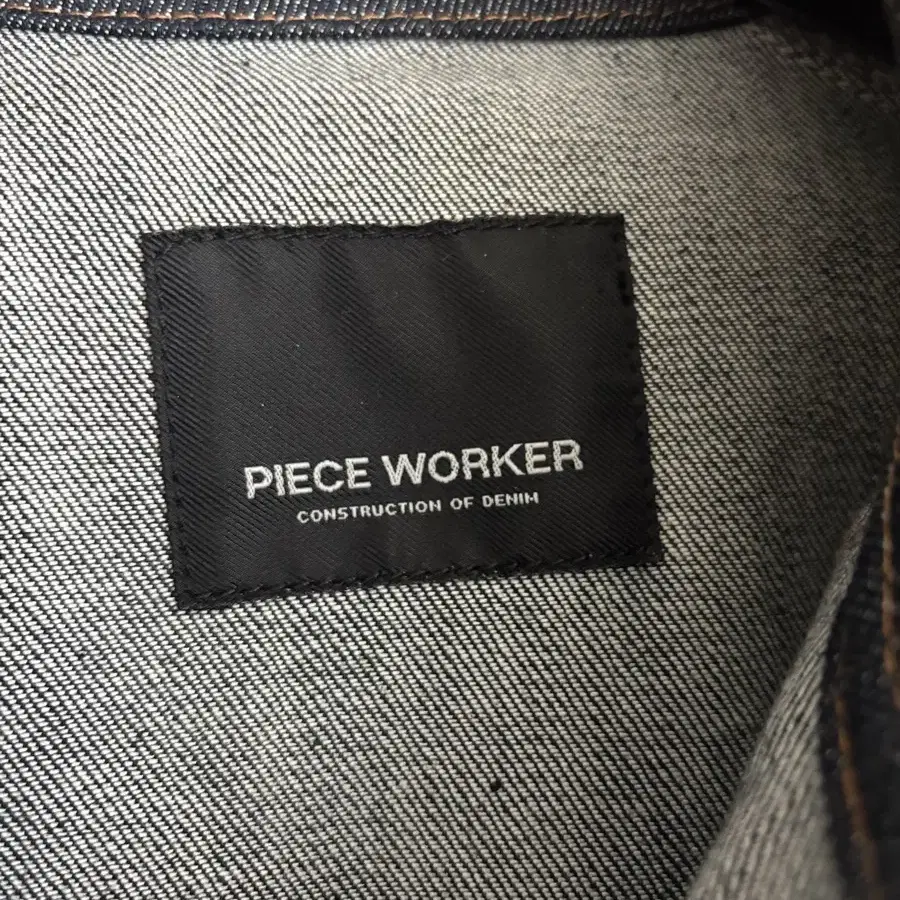 PIECE WORKER
CONSTRUCTION OF DENIM